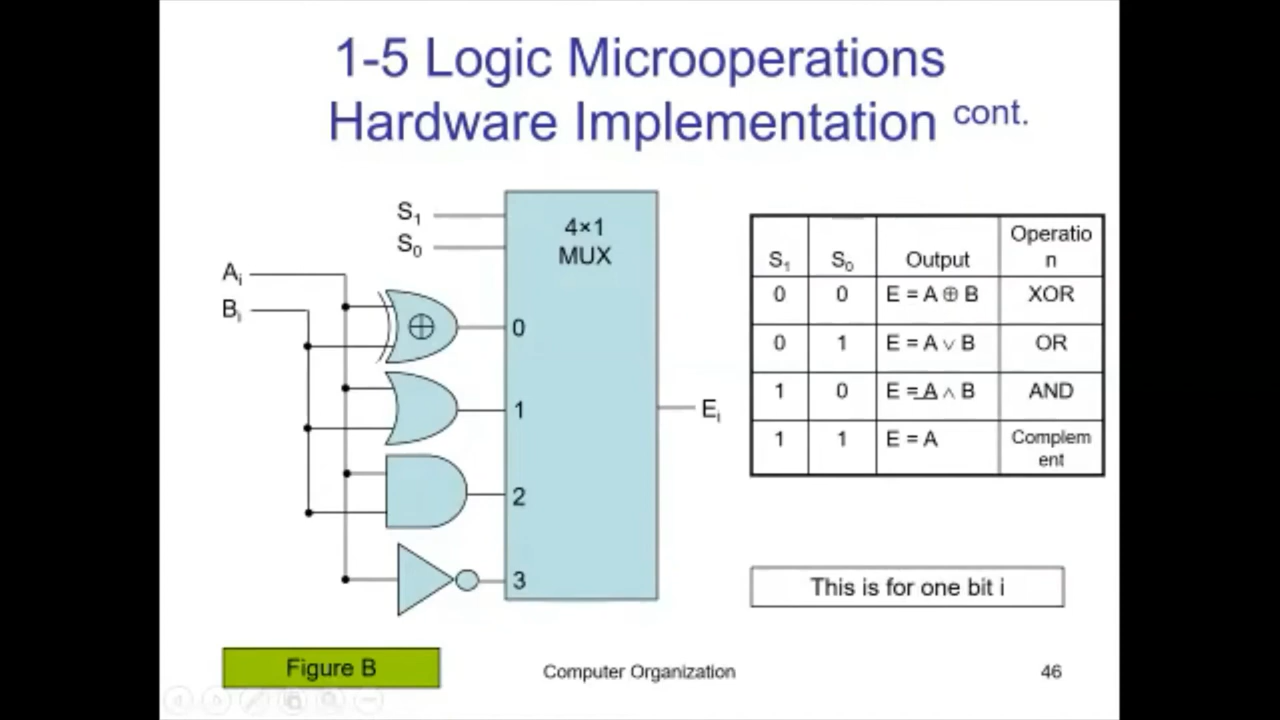 1-5 Logic Microoperations
Hardware Implementation cont.
S1
S0
4×1
MUX
Ai
Bi
0
1
2
3
Ei
S1 S0 Output Operatio
n
0 0 E = A ⊕ B XOR
0 1 E = A ∨ B OR
1 0 E = A ∧ B AND
1 1 E = A Complem
ent
This is for one bit i
Figure B
Computer Organization
46